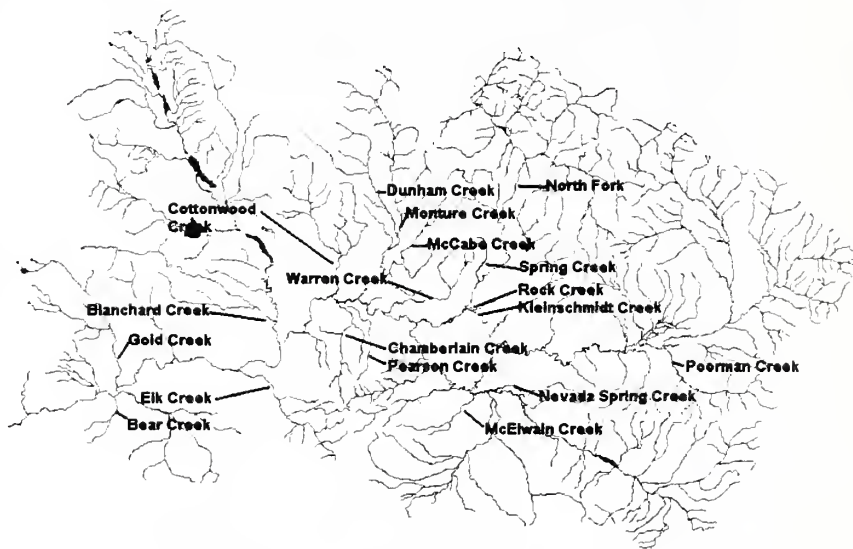 Dunham Creek
North Fork
Cottonwood
Creek
Monture Creek
McCabe Creek
Spring Creek
Warren Creek
Rock Creek
Kleinschmidt Creek
Blanchard Creek
Gold Creek
Chamberlain Creek
Pearson Creek
Poorman Creek
Elk Creek
Nevada Spring Creek
Bear Creek
McElwain Creek